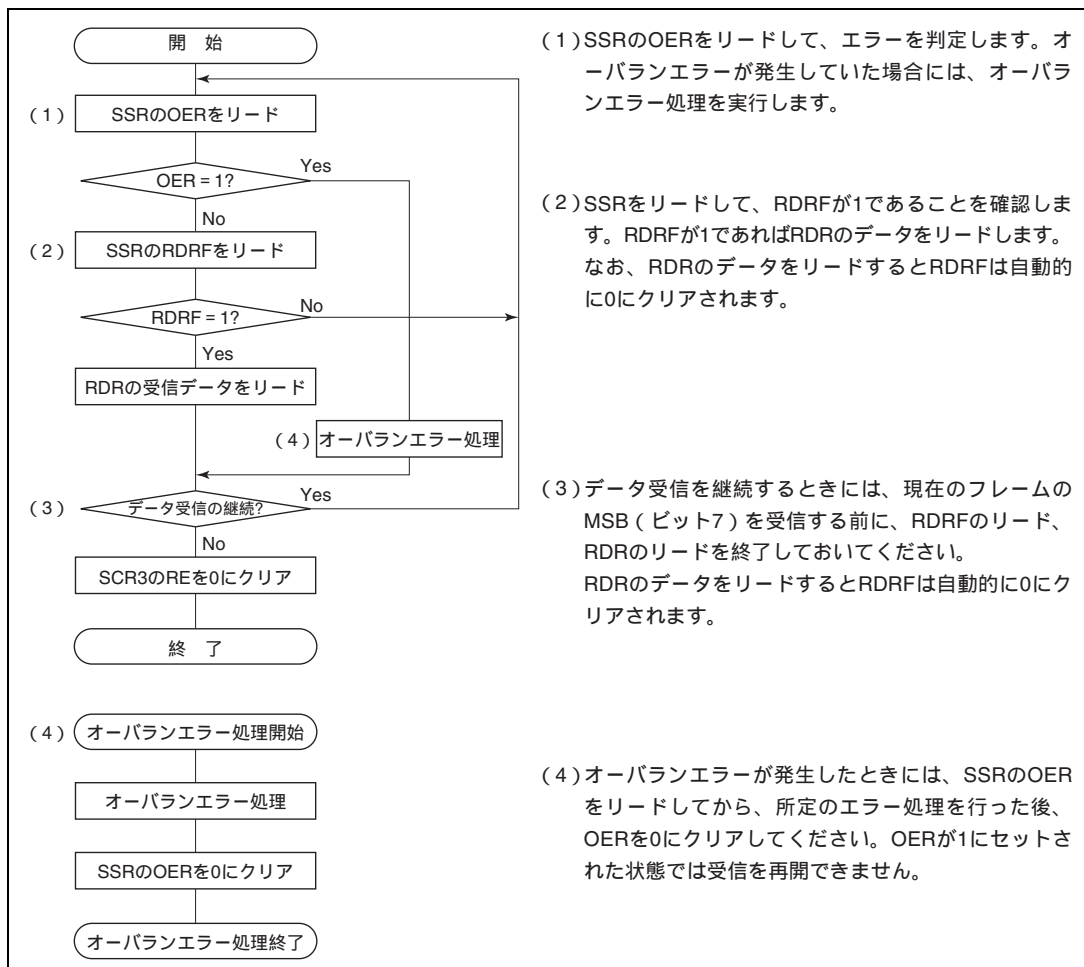 開 始
(1)
SSRのOERをリード
OER = 1?
Yes
No
(2)
SSRのRDRFをリード
RDRF = 1?
No
Yes
RDRの受信データをリード
(4)
オーバランエラー処理
(3)
データ受信の継続?
Yes
No
SCR3のREを0にクリア
終 了
(4)
オーバランエラー処理開始
オーバランエラー処理
SSRのOERを0にクリア
オーバランエラー処理終了
(1)SSRのOERをリードして、エラーを判定します。オ
ーバランエラーが発生していた場合には、オーバラ
ンエラー処理を実行します。
(2)SSRをリードして、RDRFが1であることを確認しま
す。RDRFが1であればRDRのデータをリードします。
なお、RDRのデータをリードするとRDRFは自動的
に0にクリアされます。
(3)データ受信を継続するときには、現在のフレームの
MSB(ビット7)を受信する前に、RDRFのリード、
RDRのリードを終了しておいてください。
RDRのデータをリードするとRDRFは自動的に0にク
リアされます。
(4)オーバランエラーが発生したときには、SSRのOER
をリードしてから、所定のエラー処理を行った後、
OERを0にクリアしてください。OERが1にセットさ
れた状態では受信を再開できません。